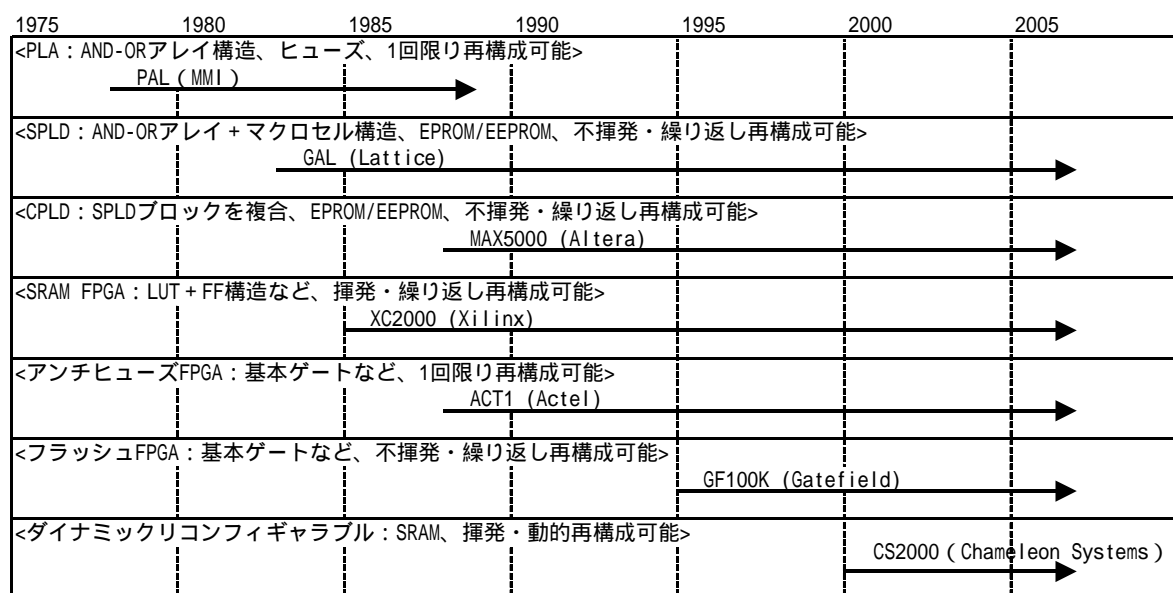 1975 1980 1985 1990 1995 2000 2005
<PLA：AND-ORアレイ構造、ヒューズ、1回限り再構成可能>
PAL（MMI）
<SPLD：AND-ORアレイ＋マクロセル構造、EPROM/EEPROM、不揮発・繰り返し再構成可能>
GAL (Lattice)
<CPLD：SPLDブロックを複合、EPROM/EEPROM、不揮発・繰り返し再構成可能>
MAX5000 (Altera)
<SRAM FPGA：LUT＋FF構造など、揮発・繰り返し再構成可能>
XC2000 (Xilinx)
<アンチヒューズFPGA：基本ゲートなど、1回限り再構成可能>
ACT1 (Actel)
<フラッシュFPGA：基本ゲートなど、不揮発・繰り返し再構成可能>
GF100K (Gatefield)
<ダイナミックリコンフィギャラブル：SRAM、揮発・動的再構成可能>
CS2000（Chameleon Systems）